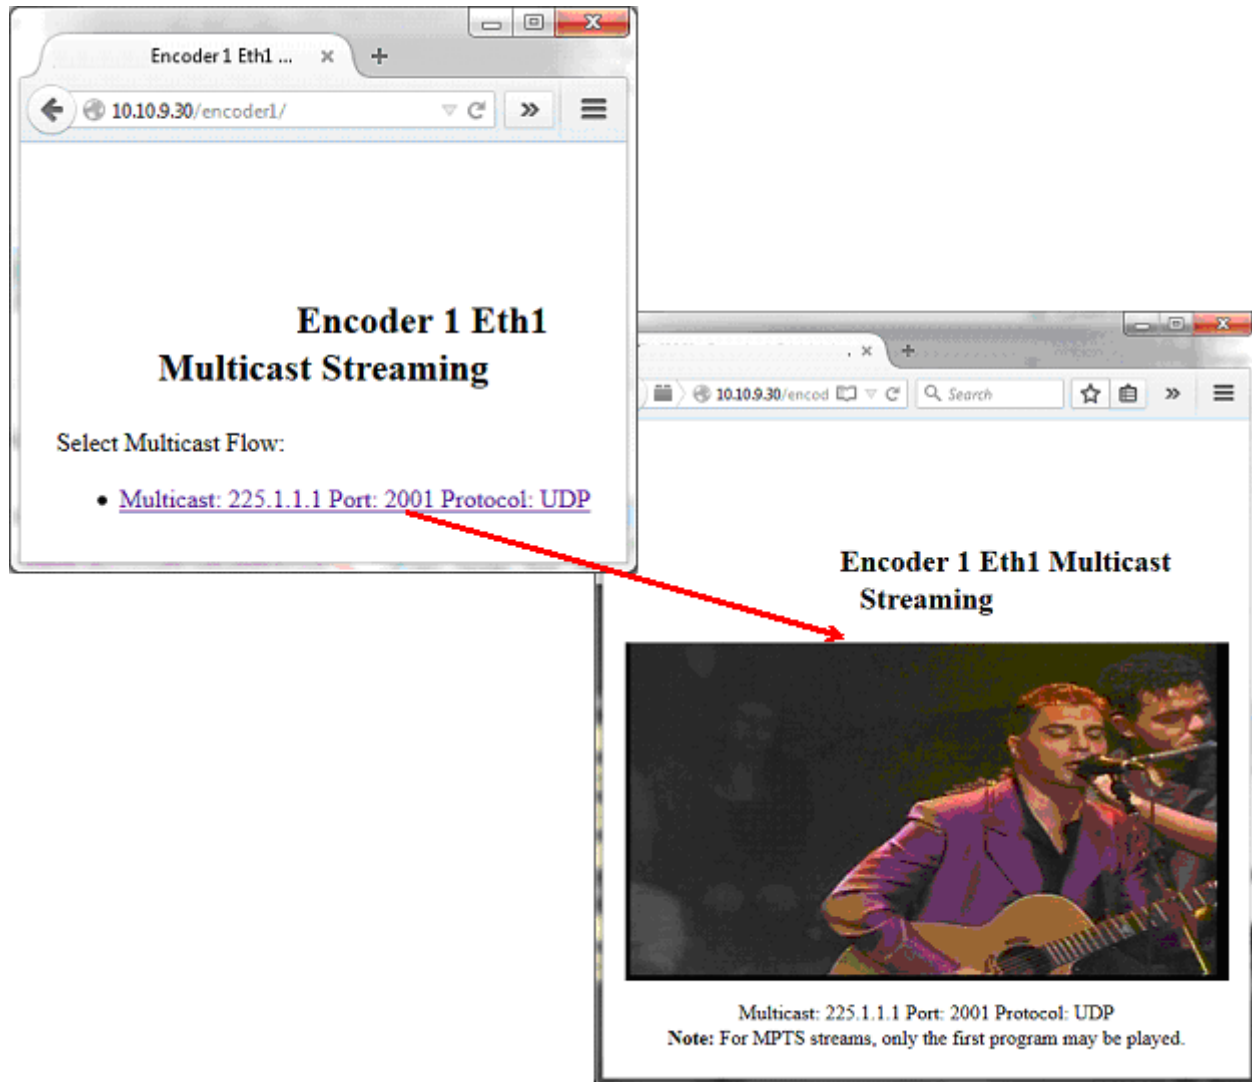 Encoder 1 Eth1 ...
10.10.9.30/encoder1/
Encoder 1 Eth1
Multicast Streaming
Select Multicast Flow:
Multicast: 225.1.1.1 Port: 2001 Protocol: UDP
10.10.9.30/encod
Search
Encoder 1 Eth1 Multicast
Streaming
Multicast: 225.1.1.1 Port: 2001 Protocol: UDP
Note: For MPTS streams, only the first program may be played.